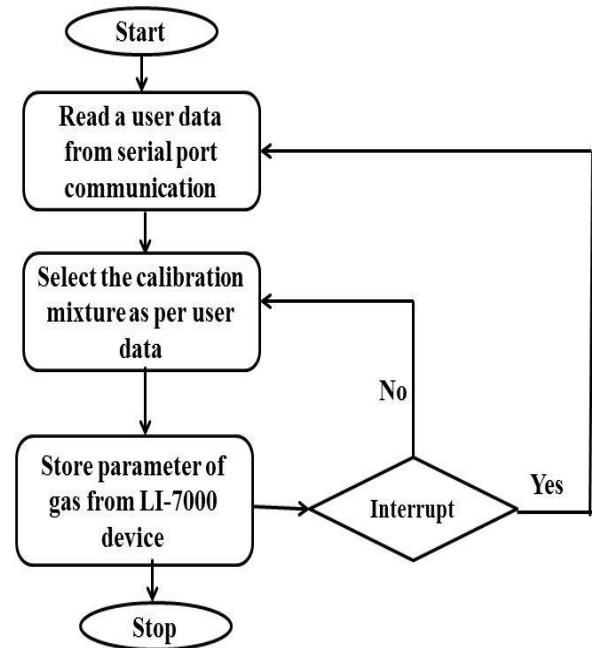 Start
Read a user data
from serial port
communication
Select the calibration
mixture as per user
data
No
Store parameter of
gas from LI-7000
device
Interrupt
Yes
Stop